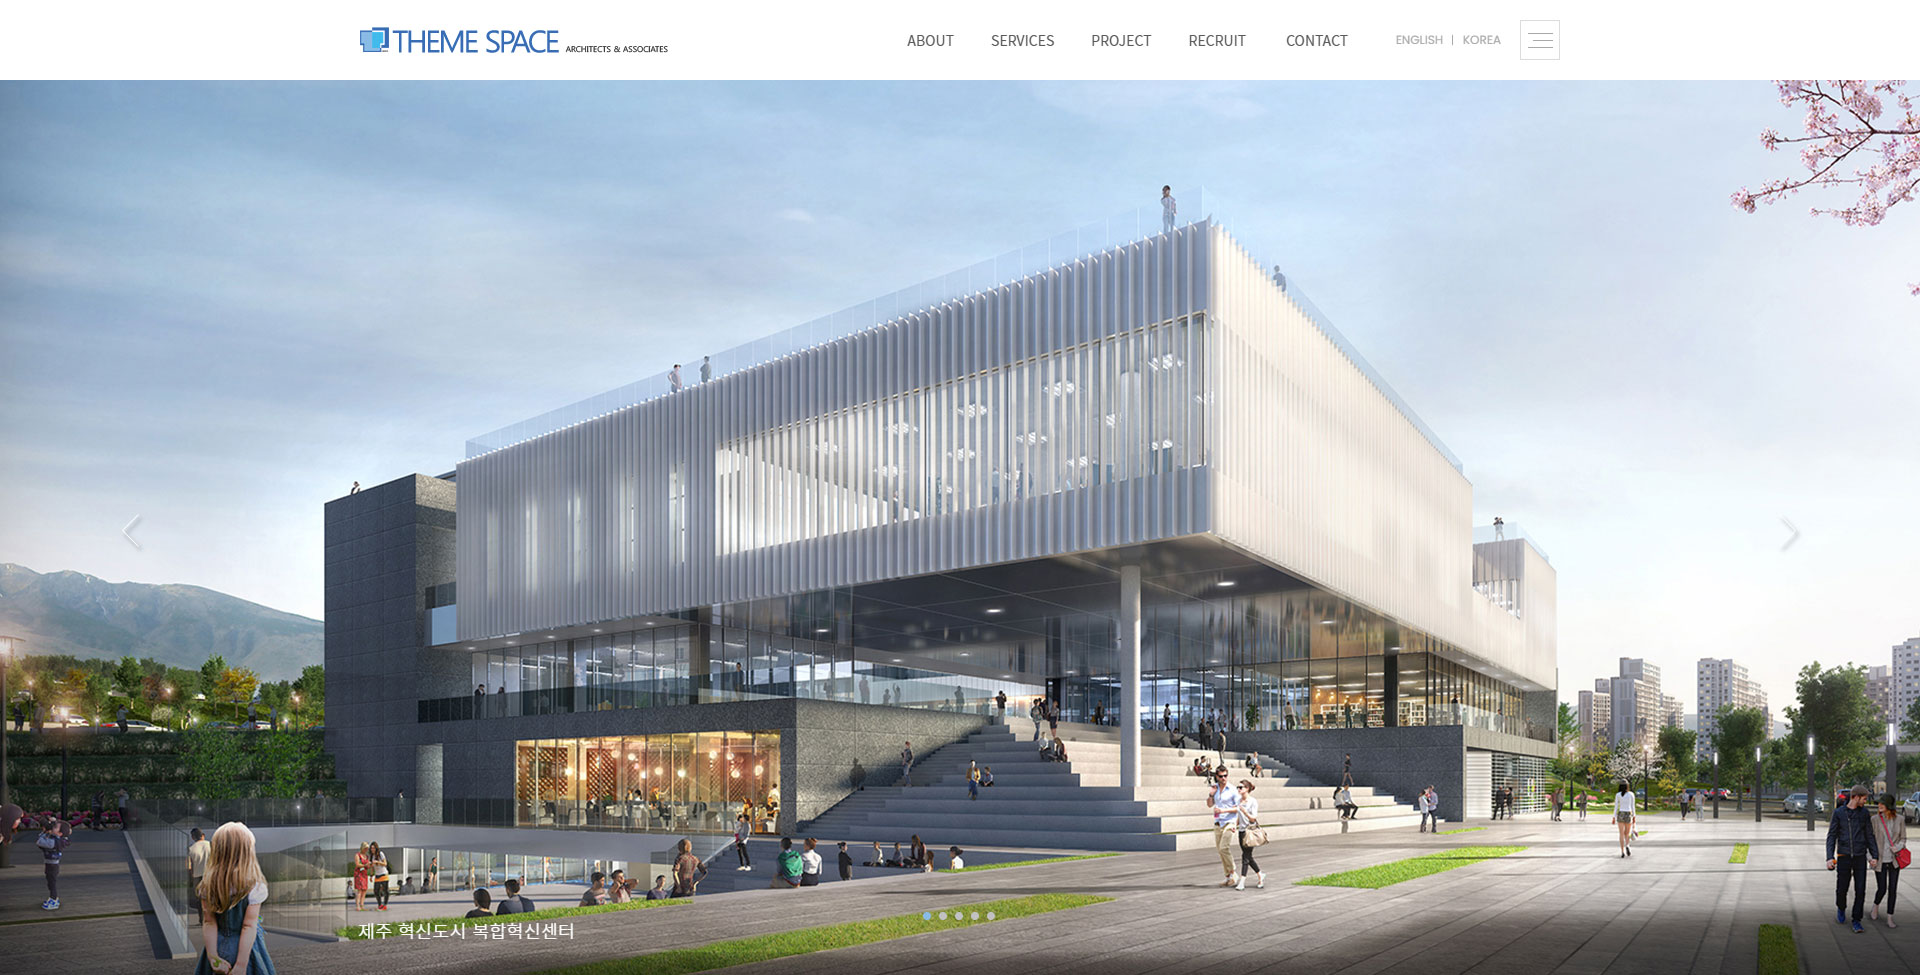 THEME SPACE ARCHITECTS & ASSOCIATES
ABOUT SERVICES PROJECT RECRUIT CONTACT
ENGLISH | KOREA
제주 혁신도시 복합혁신센터